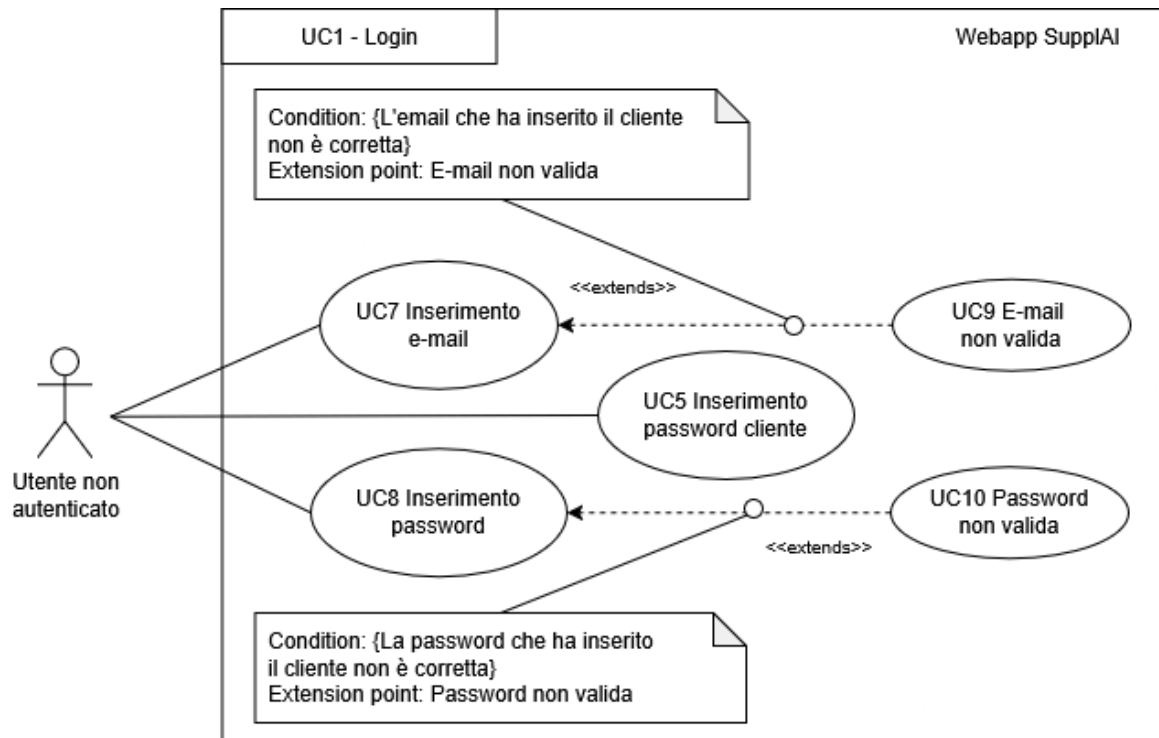 UC1 - Login
Webapp SupplAI
Condition: {L'email che ha inserito il cliente
non è corretta}
Extension point: E-mail non valida
<<extends>>
UC7 Inserimento
e-mail
UC9 E-mail
non valida
UC5 Inserimento
password cliente
Utente non
autenticato
UC8 Inserimento
password
UC10 Password
non valida
<<extends>>
Condition: {La password che ha inserito
il cliente non è corretta}
Extension point: Password non valida